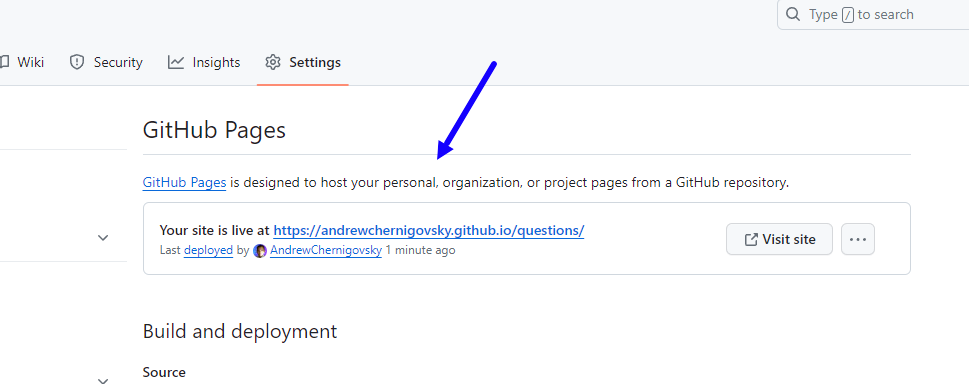 Type / to search
Wiki
Security
Insights
Settings
GitHub Pages
GitHub Pages is designed to host your personal, organization, or project pages from a GitHub repository.
Your site is live at https://andrewchernigovsky.github.io/questions/
Last deployed by AndrewChernigovsky 1 minute ago
Visit site
Build and deployment
Source